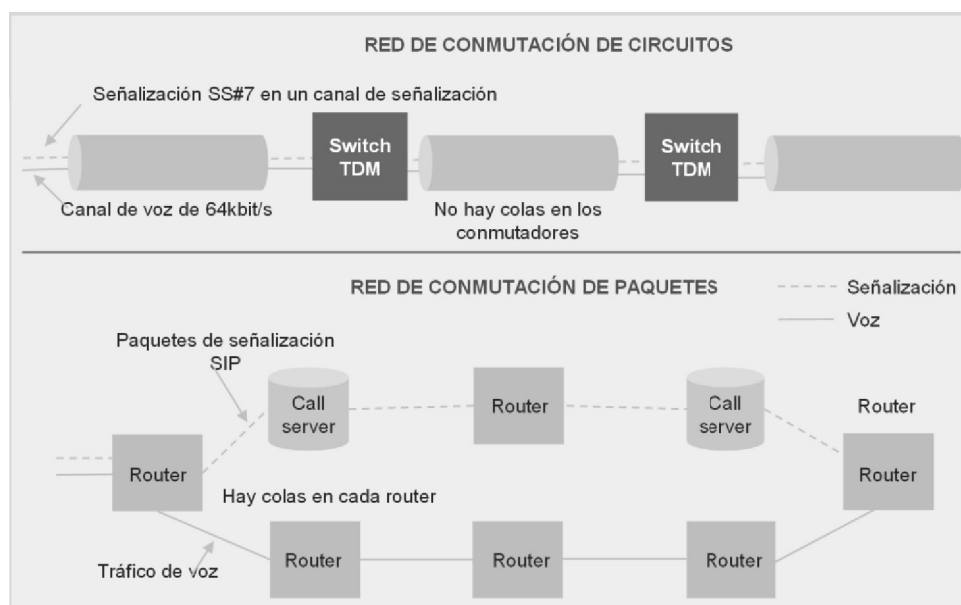 RED DE CONMUTACIÓN DE CIRCUITOS
Señalización SS#7 en un canal de señalización
Switch
TDM
Switch
TDM
Canal de voz de 64kbit/s
No hay colas en los
conmutadores
RED DE CONMUTACIÓN DE PAQUETES
Señalización
Voz
Paquetes de señalización
SIP
Call
server
Router
Call
server
Router
Router
Router
Hay colas en cada router
Router
Router
Router
Tráfico de voz